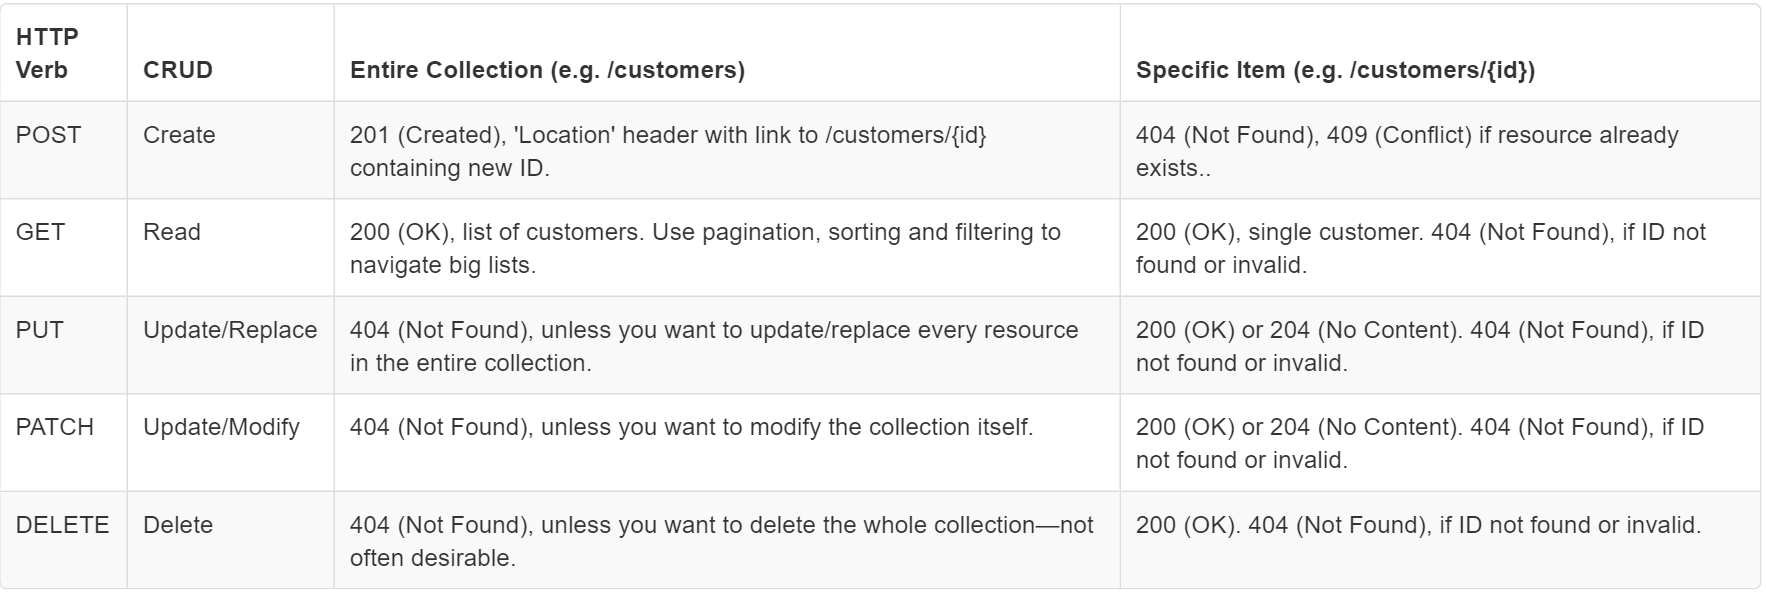 HTTP
Verb
CRUD
Entire Collection (e.g. /customers)
Specific Item (e.g. /customers/{id})
POST
Create
201 (Created), 'Location' header with link to /customers/{id}
containing new ID.
404 (Not Found), 409 (Conflict) if resource already
exists..
GET
Read
200 (OK), list of customers. Use pagination, sorting and filtering to
navigate big lists.
200 (OK), single customer. 404 (Not Found), if ID not
found or invalid.
PUT
Update/Replace
404 (Not Found), unless you want to update/replace every resource
in the entire collection.
200 (OK) or 204 (No Content). 404 (Not Found), if ID
not found or invalid.
PATCH
Update/Modify
404 (Not Found), unless you want to modify the collection itself.
200 (OK) or 204 (No Content). 404 (Not Found), if ID
not found or invalid.
DELETE
Delete
404 (Not Found), unless you want to delete the whole collection—not
often desirable.
200 (OK). 404 (Not Found), if ID not found or invalid.